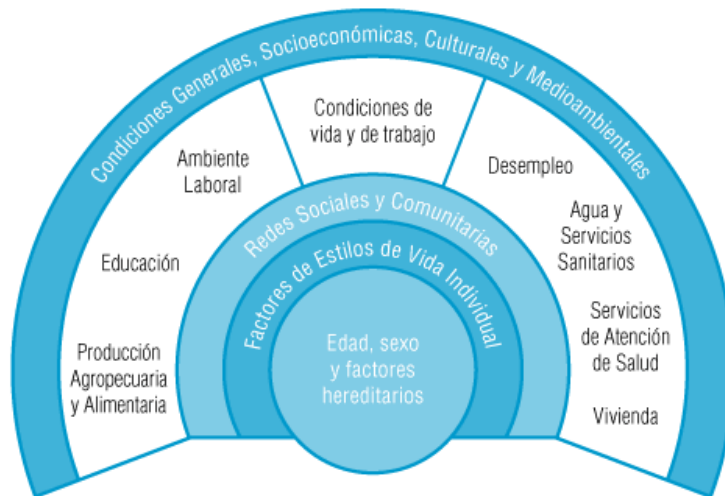 Condiciones Generales, Socioeconómicas, Culturales y Medioambientales
Condiciones de
vida y de trabajo
Ambiente
Laboral
Educación
Producción
Agropecuaria
y Alimentaria
Desempleo
Agua y
Servicios
Sanitarios
Servicios
de Atención
de Salud
Vivienda
Redes Sociales y Comunitarias
Factores de Estilos de Vida Individual
Edad, sexo
y factores
hereditarios